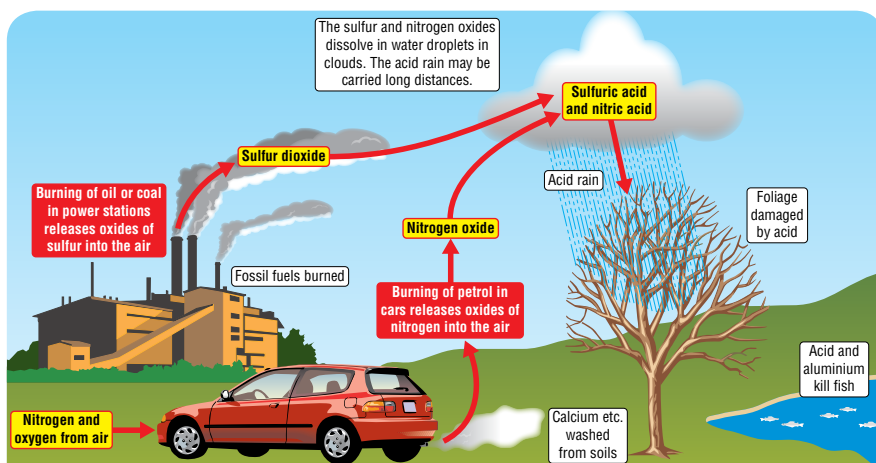 The sulfur and nitrogen oxides
dissolve in water droplets in
clouds. The acid rain may be
carried long distances.
Sulfuric acid
and nitric acid
Sulfur dioxide
Burning of oil or coal
in power stations
releases oxides of
sulfur into the air
Acid rain
Foliage
damaged
by acid
Nitrogen oxide
Fossil fuels burned
Burning of petrol in
cars releases oxides of
nitrogen into the air
Acid and
aluminium
kill fish
Nitrogen and
oxygen from air
Calcium etc.
washed
from soils